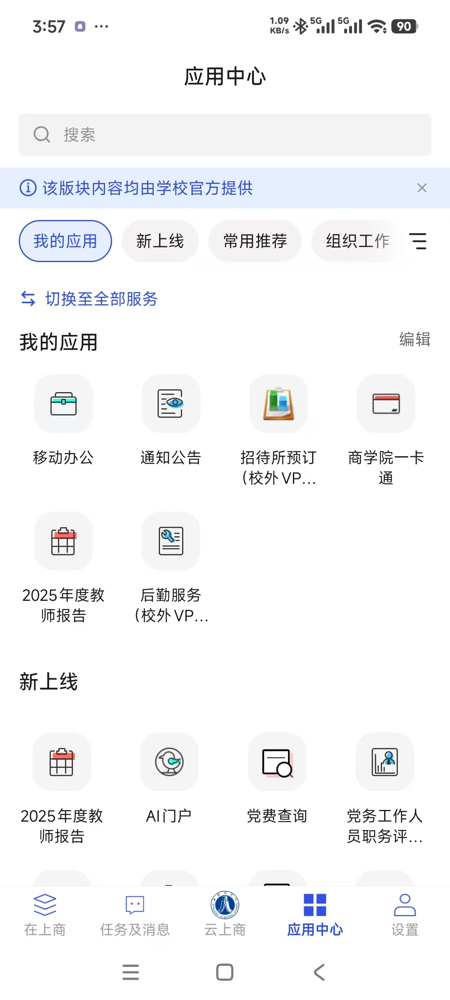 3:57 ··· 1.09 KB/s 5G 5G 90
应用中心
搜索
该版块内容均由学校官方提供
我的应用 新上线 常用推荐 组织工作
切换至全部服务
我的应用 编辑
移动办公 通知公告 招待所预订（校外VP... 商学院一卡通
2025年度教师报告 后勤服务（校外VP...
新上线
2025年度教师报告 AI门户 党费查询 党务工作人员职务评...
在上商 任务及消息 云上商 应用中心 设置